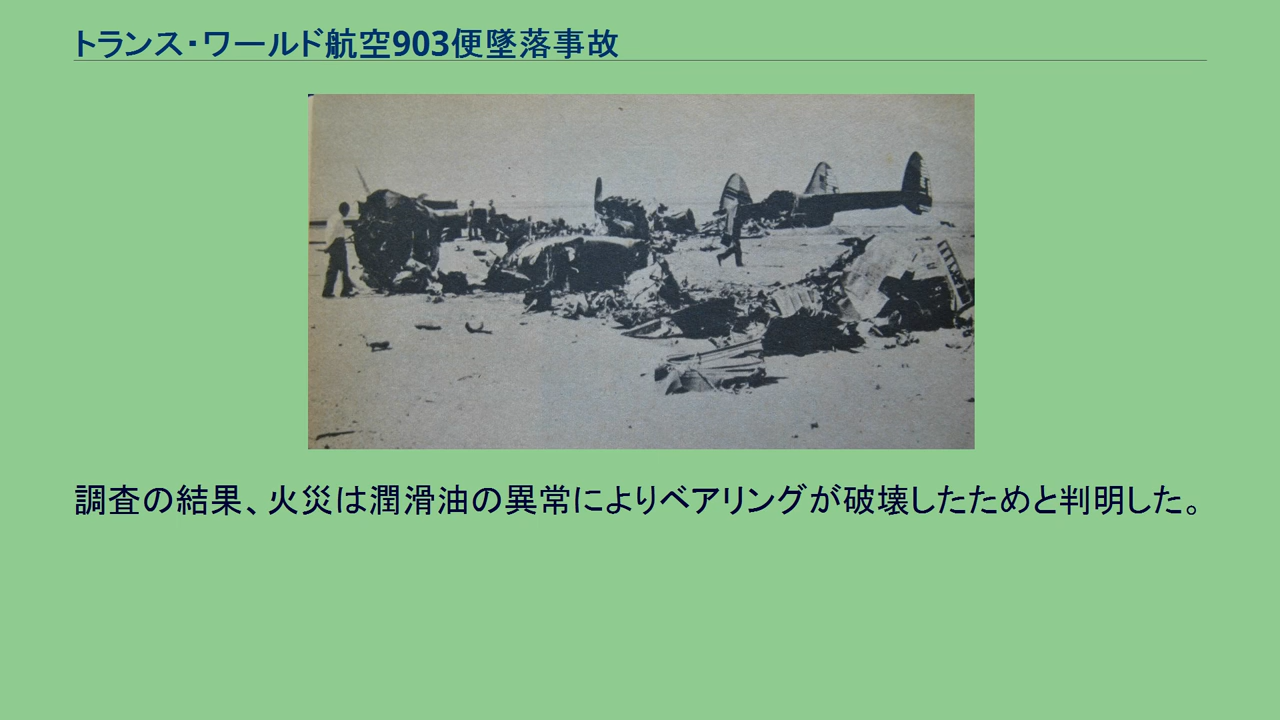 トランス・ワールド航空903便墜落事故
調査の結果、火災は潤滑油の異常によりベアリングが破壊したためと判明した。